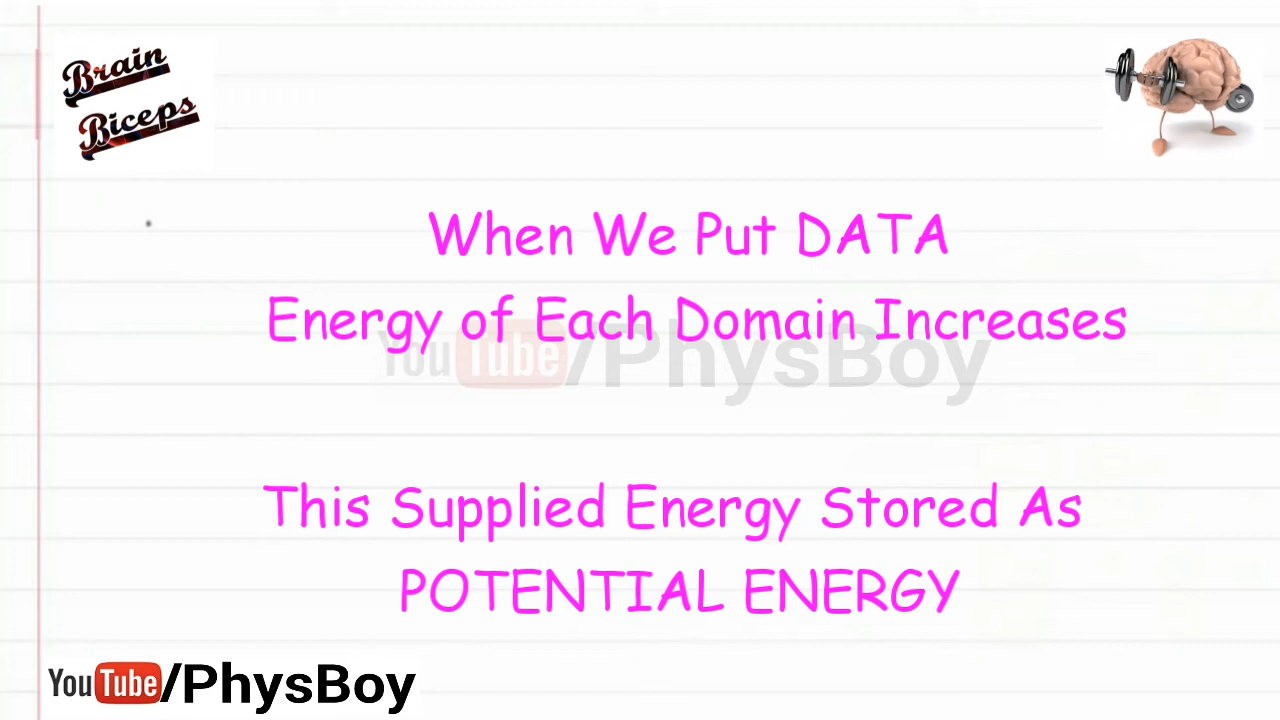 Brain
Biceps
When We Put DATA
Energy of Each Domain Increases
YouTube/PhysBoy
This Supplied Energy Stored As
POTENTIAL ENERGY
YouTube/PhysBoy